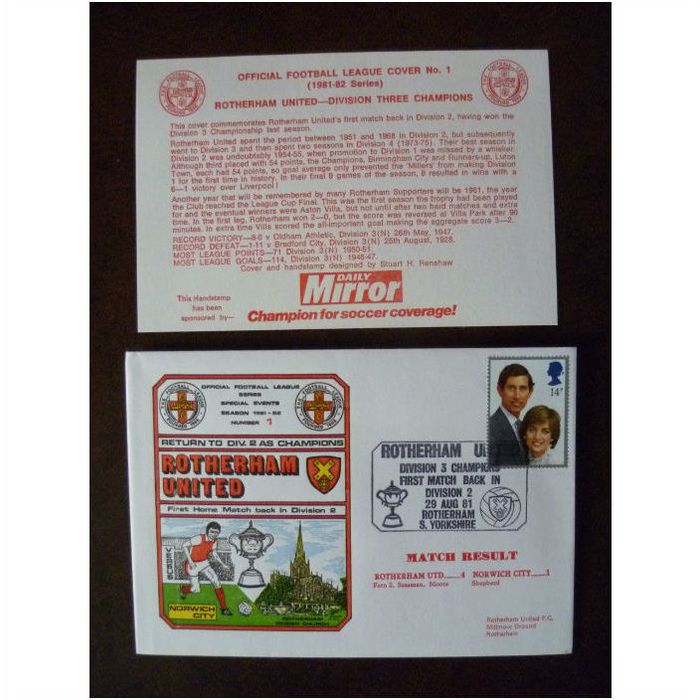 OFFICIAL FOOTBALL LEAGUE COVER No. 1
(1981-82 Series)
ROTHERHAM UNITED—DIVISION THREE CHAMPIONS
This cover commemorates Rotherham United's first match back in Division 2, having won the
Division 3 Championship last season.
Rotherham United spent the period between 1951 and 1968 in Division 2, but subsequently
went to Division 3 and then spent two seasons in Division 4 (1973-75). Their best season in
Division 2 was undoubtably 1954-55, when promotion to Division 1 was missed by a whisker.
Although third placed with 54 points, the Champions, Birmingham City and Runners-up, Luton
Town, each had 54 points, so goal average only prevented the 'Millers' from making Division
1 for the first time in history. In their final 9 games of the season, 8 resulted in wins with a
6—1 victory over Liverpool!
Another year that will be remembered by many Rotherham Supporters will be 1961, the year
the Club reached the League Cup Final. This was the first season the trophy had been played
for and the eventual winners were Aston Villa, but not until after two hard matches and extra
time. In the first leg, Rotherham won 2—0, but the score was reversed at Villa Park after 90
minutes. In extra time Villa scored the all-important goal making the aggregate score 3—2.
RECORD VICTORY—8-0 v Oldham Athletic, Division 3(N) 26th May, 1947.
RECORD DEFEAT—1-11 v Bradford City, Division 3(N) 25th August, 1928.
MOST LEAGUE POINTS—71 Division 3(N) 1950-51.
MOST LEAGUE GOALS—114, Division 3(N) 1946-47.
Cover and handstamp designed by Stuart H. Renshaw
This Handstamp
has been
sponsored by—
DAILY
Mirror
Champion for soccer coverage!
OFFICIAL FOOTBALL LEAGUE
SERIES
SPECIAL EVENTS
SEASON 1981-82
NUMBER 1
RETURN TO DIV. 2 AS CHAMPIONS
ROTHERHAM
UNITED
First Home Match back in Division 2
VERSUS
NORWICH
CITY
ROTHERHAM
PARISH CHURCH
14P
ROTHERHAM UNITED
DIVISION 3 CHAMPIONS
FIRST MATCH BACK IN
DIVISION 2
29 AUG 81
ROTHERHAM
S. YORKSHIRE
MATCH RESULT
ROTHERHAM UTD......4 NORWICH CITY......1
Fern 2, Seasman, Moore Shepherd
Rotherham United F.C.
Millmoor Ground
Rotherham